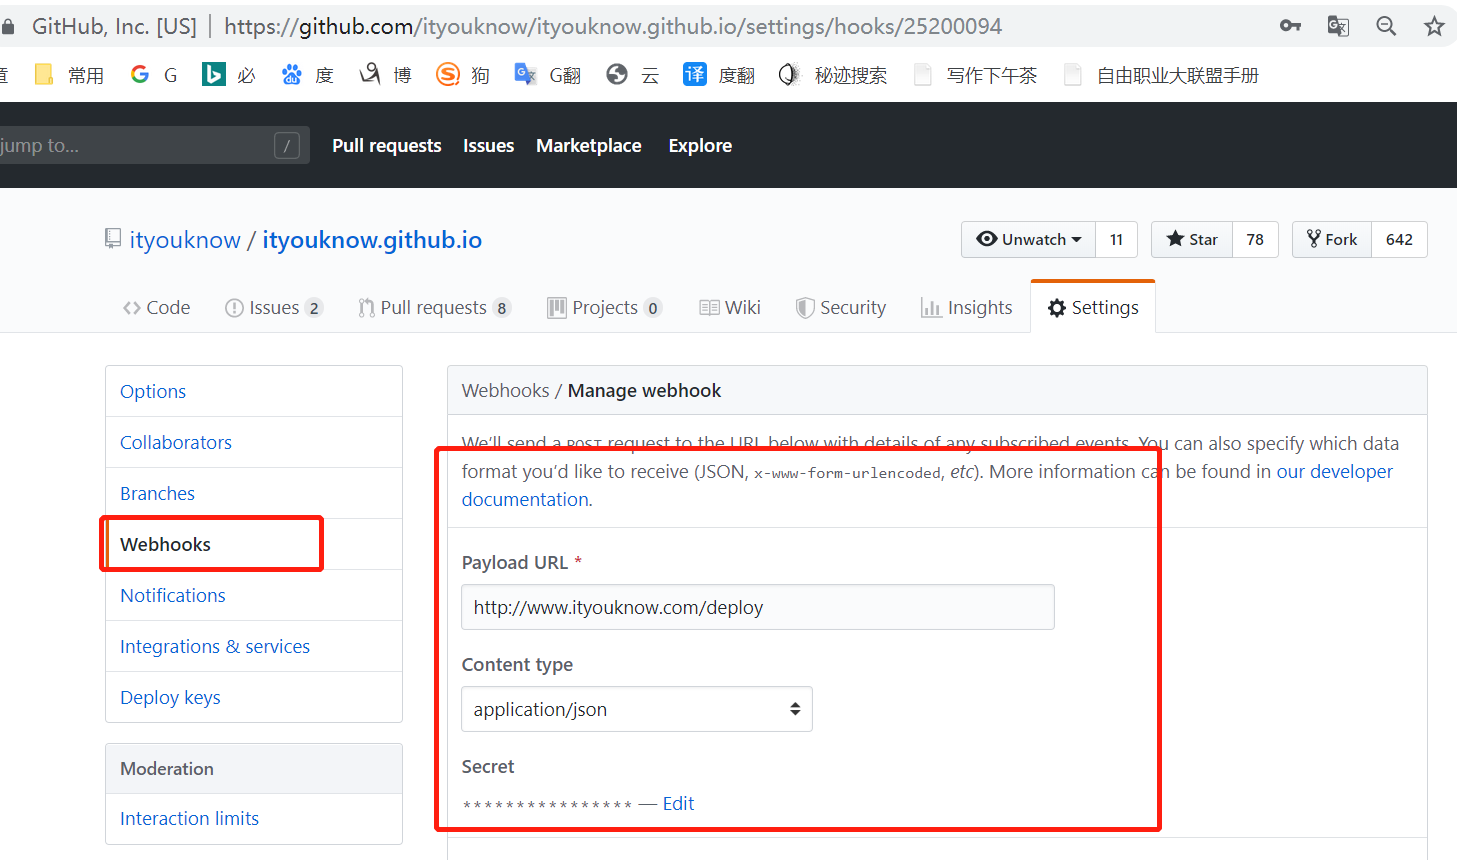 GitHub, Inc. [US] | https://github.com/ityouknow/ityouknow.github.io/settings/hooks/25200094
常用 G 必 度 博 狗 G翻 云 译 度翻 秘迹搜索 写作下午茶 自由职业大联盟手册
jump to... / Pull requests Issues Marketplace Explore
ityouknow / ityouknow.github.io Unwatch 11 Star 78 Fork 642
Code Issues 2 Pull requests 8 Projects 0 Wiki Security Insights Settings
Options
Collaborators
Branches
Webhooks
Notifications
Integrations & services
Deploy keys
Moderation
Interaction limits
Webhooks / Manage webhook
We'll send a POST request to the URL below with details of any subscribed events. You can also specify which data
format you'd like to receive (JSON, x-www-form-urlencoded, etc). More information can be found in our developer
documentation.
Payload URL *
http://www.ityouknow.com/deploy
Content type
application/json
Secret
**************** — Edit